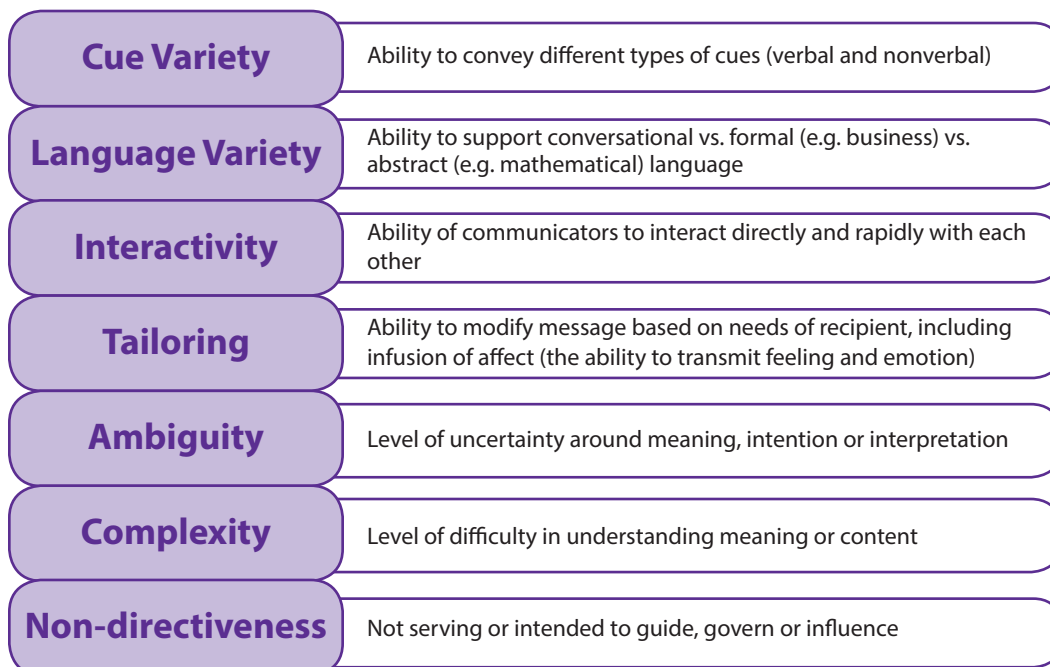 Cue Variety
Ability to convey different types of cues (verbal and nonverbal)
Language Variety
Ability to support conversational vs. formal (e.g. business) vs.
abstract (e.g. mathematical) language
Interactivity
Ability of communicators to interact directly and rapidly with each
other
Tailoring
Ability to modify message based on needs of recipient, including
infusion of affect (the ability to transmit feeling and emotion)
Ambiguity
Level of uncertainty around meaning, intention or interpretation
Complexity
Level of difficulty in understanding meaning or content
Non-directiveness
Not serving or intended to guide, govern or influence